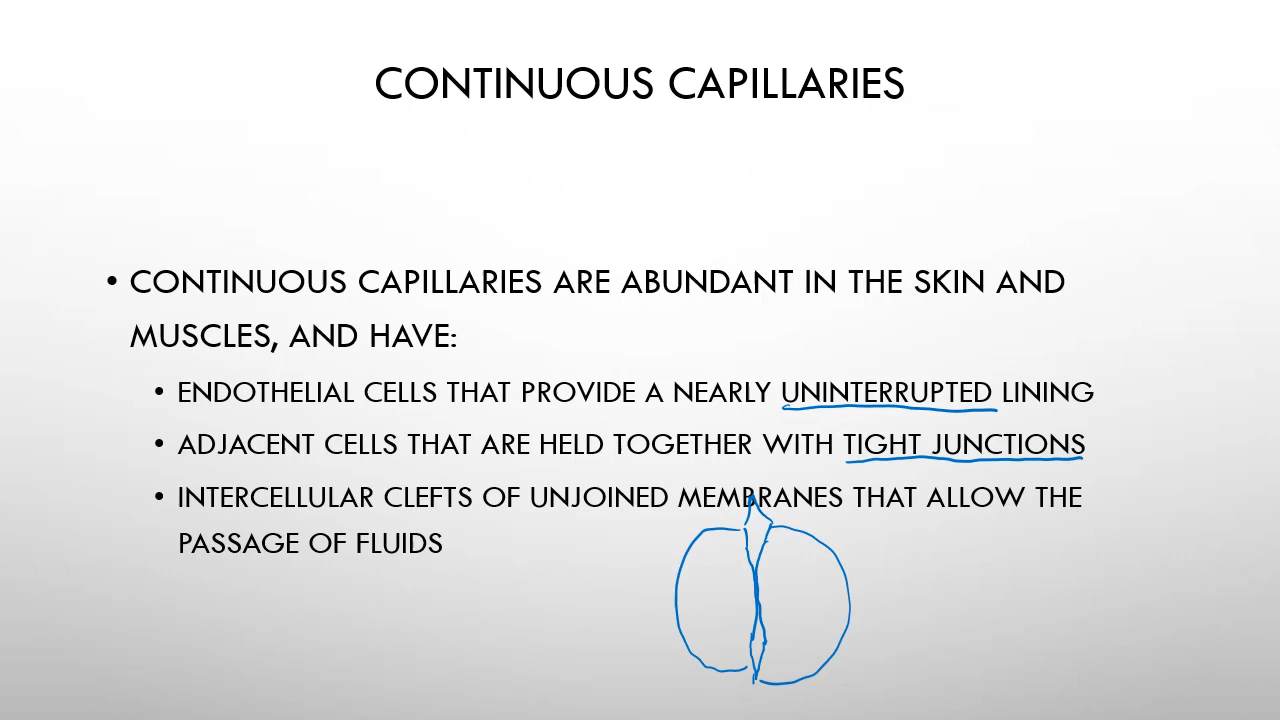 CONTINUOUS CAPILLARIES
• CONTINUOUS CAPILLARIES ARE ABUNDANT IN THE SKIN AND
MUSCLES, AND HAVE:
• ENDOTHELIAL CELLS THAT PROVIDE A NEARLY UNINTERRUPTED LINING
• ADJACENT CELLS THAT ARE HELD TOGETHER WITH TIGHT JUNCTIONS
• INTERCELLULAR CLEFTS OF UNJOINED MEMBRANES THAT ALLOW THE
PASSAGE OF FLUIDS